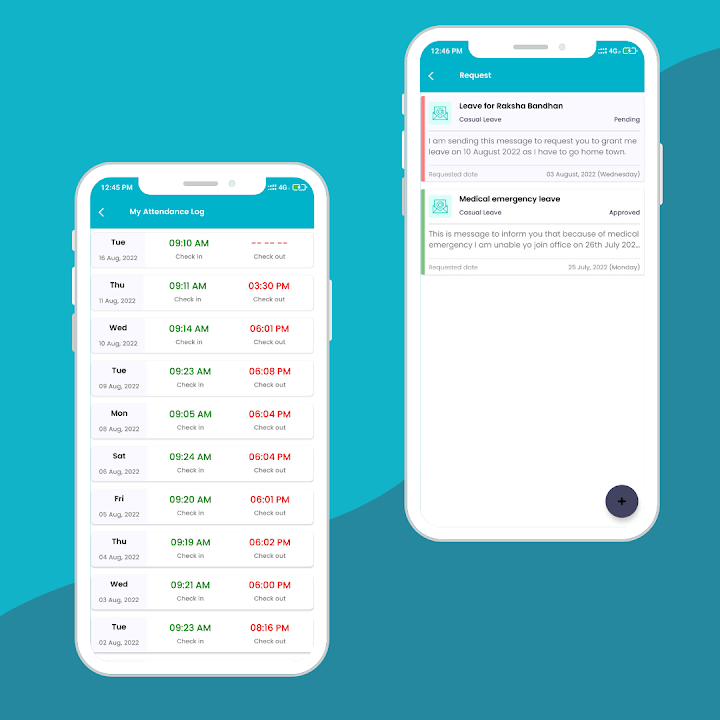 12:45 PM
4G
My Attendance Log
Tue 09:10 AM -- -- --
16 Aug, 2022 Check in Check out
Thu 09:11 AM 03:30 PM
11 Aug, 2022 Check in Check out
Wed 09:14 AM 06:01 PM
10 Aug, 2022 Check in Check out
Tue 09:23 AM 06:08 PM
09 Aug, 2022 Check in Check out
Mon 09:05 AM 06:04 PM
08 Aug, 2022 Check in Check out
Sat 09:24 AM 06:04 PM
06 Aug, 2022 Check in Check out
Fri 09:20 AM 06:01 PM
05 Aug, 2022 Check in Check out
Thu 09:19 AM 06:02 PM
04 Aug, 2022 Check in Check out
Wed 09:21 AM 06:00 PM
03 Aug, 2022 Check in Check out
Tue 09:23 AM 08:16 PM
02 Aug, 2022 Check in Check out
12:46 PM
4G
Request
Leave for Raksha Bandhan
Casual Leave Pending
I am sending this message to request you to grant me
leave on 10 August 2022 as I have to go home town.
Requested date 03 August, 2022 (Wednesday)
Medical emergency leave
Casual Leave Approved
This is message to inform you that because of medical
emergency I am unable yo join office on 26th July 202...
Requested date 25 July, 2022 (Monday)
+